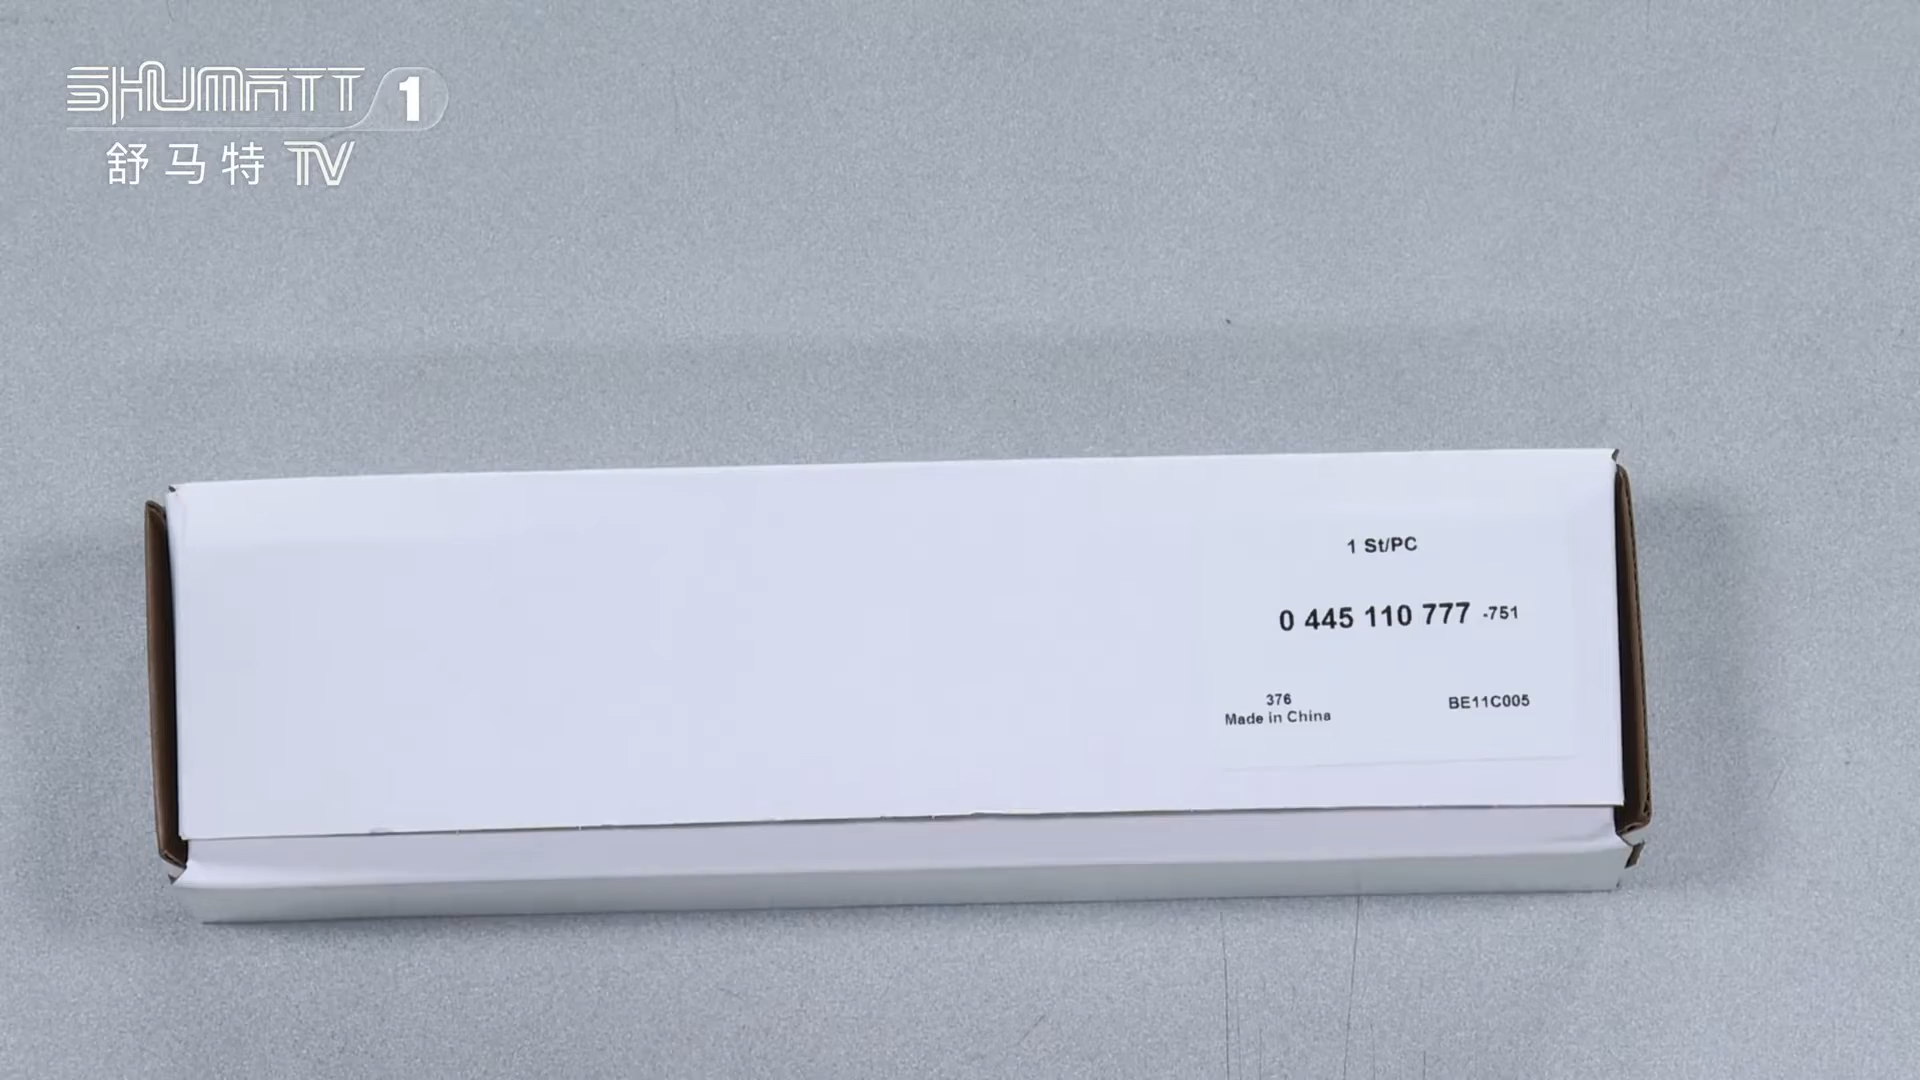 SHUMATT 1
舒马特 TV
1 St/PC
0 445 110 777 -751
376
Made in China
BE11C005